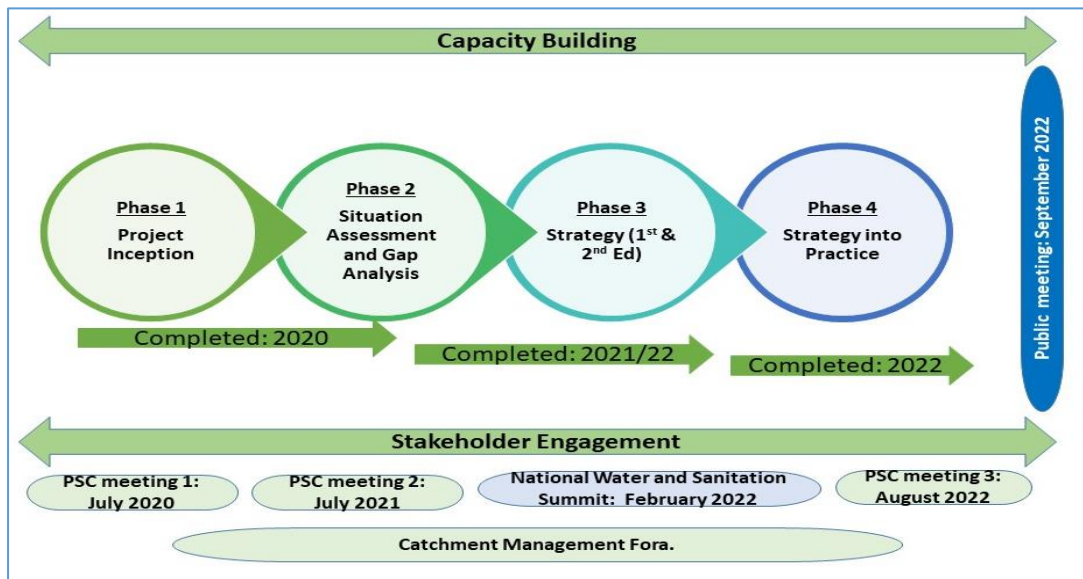 Capacity Building
Phase 1
Project
Inception
Phase 2
Situation
Assessment
and Gap
Analysis
Phase 3
Strategy (1st &
2nd Ed)
Phase 4
Strategy into
Practice
Public meeting: September 2022
Completed: 2020
Completed: 2021/22
Completed: 2022
Stakeholder Engagement
PSC meeting 1:
July 2020
PSC meeting 2:
July 2021
National Water and Sanitation
Summit: February 2022
PSC meeting 3:
August 2022
Catchment Management Fora.